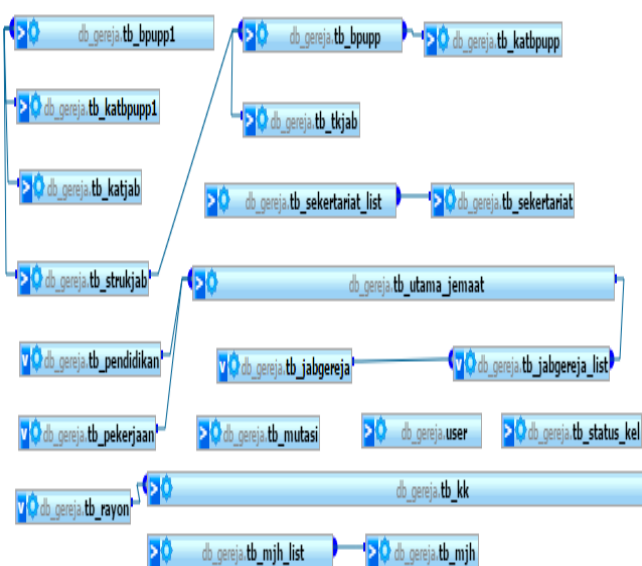 db_gereja.tb_bpupp1
db_gereja.tb_bpupp
db_gereja.tb_katbpupp
db_gereja.tb_katbpupp1
db_gereja.tb_tkjab
db_gereja.tb_katjab
db_gereja.tb_sekertariat_list
db_gereja.tb_sekertariat
db_gereja.tb_strukjab
db_gereja.tb_utama_jemaat
db_gereja.tb_pendidikan
db_gereja.tb_jabgereja
db_gereja.tb_jabgereja_list
db_gereja.tb_pekerjaan
db_gereja.tb_mutasi
db_gereja.user
db_gereja.tb_status_kel
db_gereja.tb_kk
db_gereja.tb_rayon
db_gereja.tb_mjh_list
db_gereja.tb_mjh